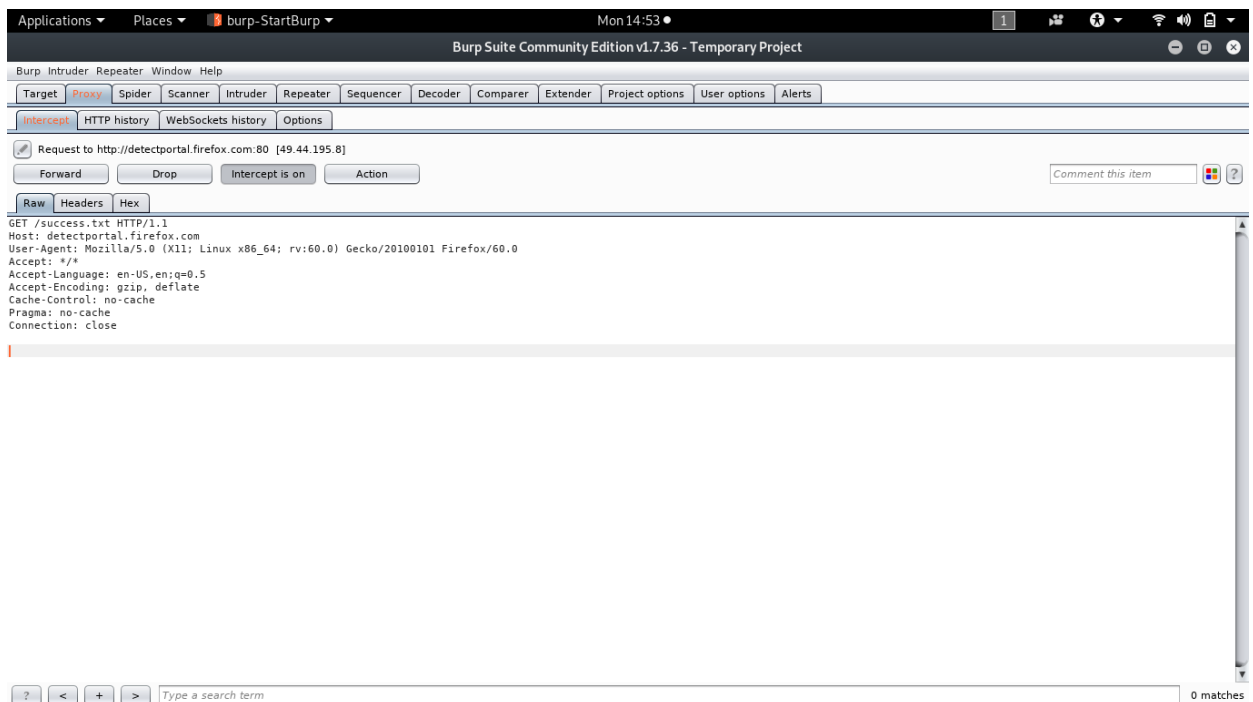 Applications Places burp-StartBurp Mon 14:53 1
Burp Suite Community Edition v1.7.36 - Temporary Project
Burp Intruder Repeater Window Help
Target Proxy Spider Scanner Intruder Repeater Sequencer Decoder Comparer Extender Project options User options Alerts
Intercept HTTP history WebSockets history Options
Request to http://detectportal.firefox.com:80 [49.44.195.8]
Forward Drop Intercept is on Action Comment this item ?
Raw Headers Hex
GET /success.txt HTTP/1.1
Host: detectportal.firefox.com
User-Agent: Mozilla/5.0 (X11; Linux x86_64; rv:60.0) Gecko/20100101 Firefox/60.0
Accept: */*
Accept-Language: en-US,en;q=0.5
Accept-Encoding: gzip, deflate
Cache-Control: no-cache
Pragma: no-cache
Connection: close
? < + > Type a search term 0 matches